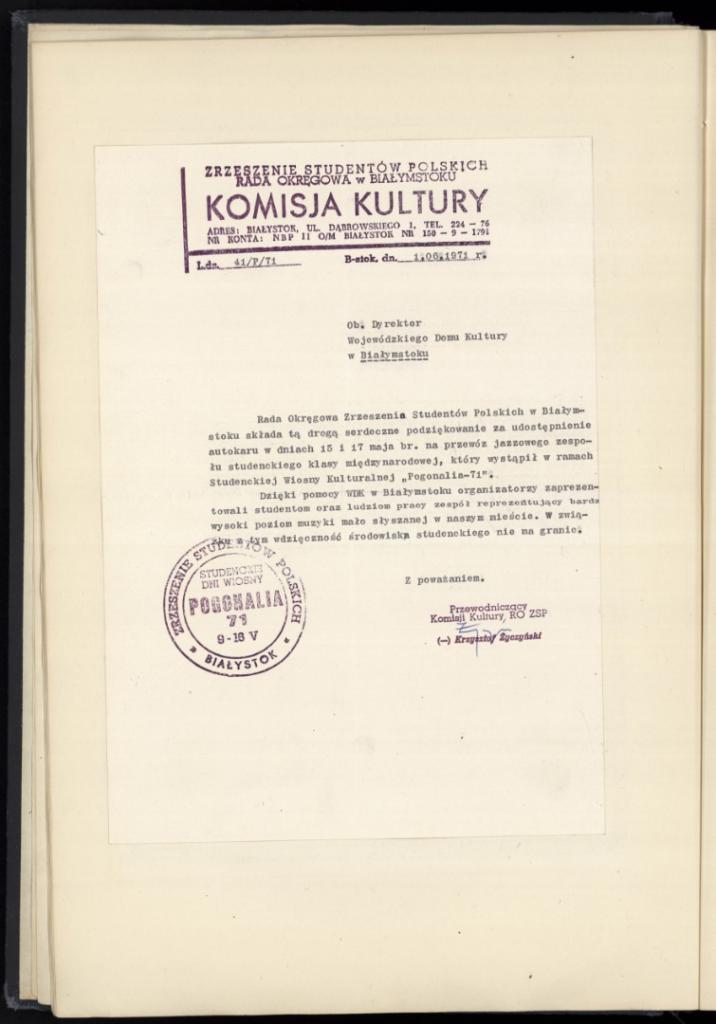 ZRZESZENIE STUDENTÓW POLSKICH
RADA OKRĘGOWA w BIAŁYMSTOKU
KOMISJA KULTURY
ADRES: BIAŁYSTOK, UL. DĄBROWSKIEGO 1, TEL. 224 — 76
NR KONTA: NBP II O/M BIAŁYSTOK NR 150 — 9 — 1791
L.dz. 41/P/71 B-stok, dn. 1.06.1971 r.
Ob. Dyrektor
Wojewódzkiego Domu Kultury
w Białymstoku
Rada Okręgowa Zrzeszenia Studentów Polskich w Białym-
stoku składa tą drogą serdeczne podziękowanie za udostępnienie
autokaru w dniach 15 i 17 maja br. na przewóz jazzowego zespo-
łu studenckiego klasy międzynarodowej, który wystąpił w ramach
Studenckiej Wiosny Kulturalnej „Pogonalia-71".
Dzięki pomocy WDK w Białymstoku organizatorzy zaprezen-
towali studentom oraz ludziom pracy zespół reprezentujący bardz
wysoki poziom muzyki mało słyszanej w naszym mieście. W zwią-
zku z tym wdzięczność środowiska studenckiego nie ma granic.
Z poważaniem.
ZRZESZENIE STUDENTÓW POLSKICH
STUDENCKIE
DNI WIOSNY
POGONALIA
71
9-16 V
BIAŁYSTOK
Przewodniczący
Komisji Kultury, RO ZSP
(—) Krzysztof Życzyński